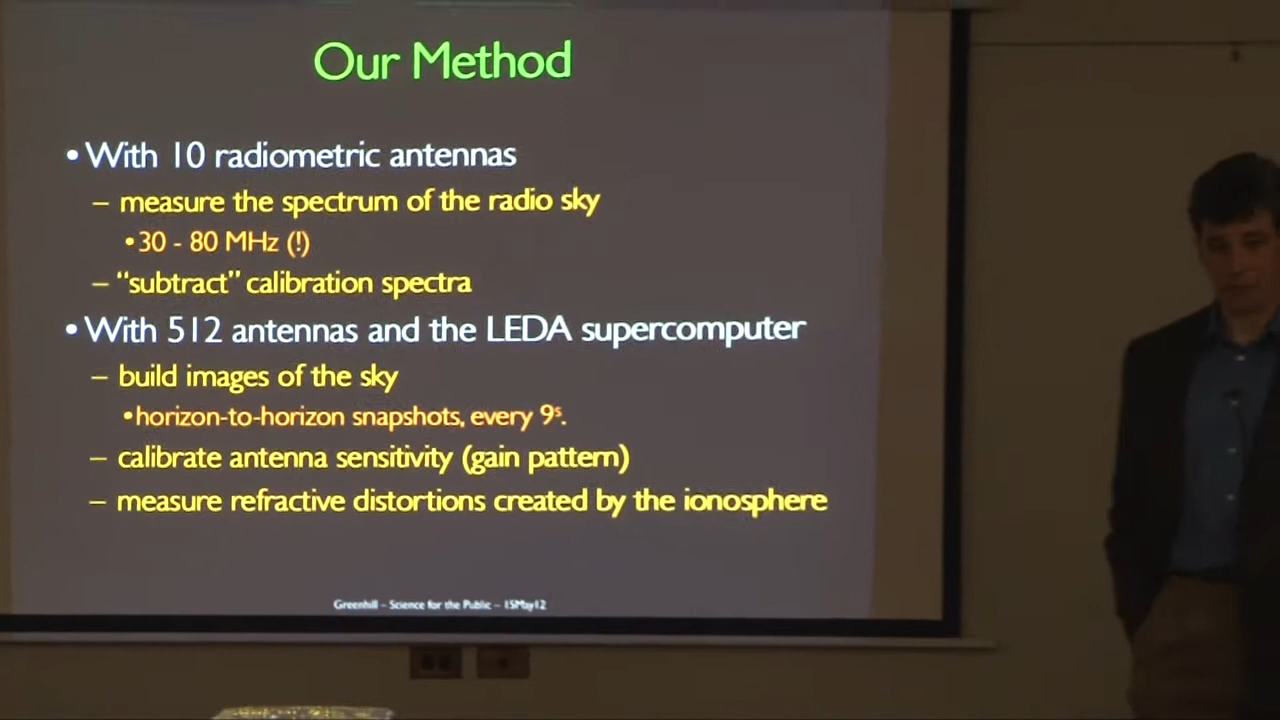 Our Method
• With 10 radiometric antennas
– measure the spectrum of the radio sky
• 30 - 80 MHz (!)
– “subtract” calibration spectra
• With 512 antennas and the LEDA supercomputer
– build images of the sky
• horizon-to-horizon snapshots, every 9ˢ.
– calibrate antenna sensitivity (gain pattern)
– measure refractive distortions created by the ionosphere
Greenhill – Science for the Public – 15May12